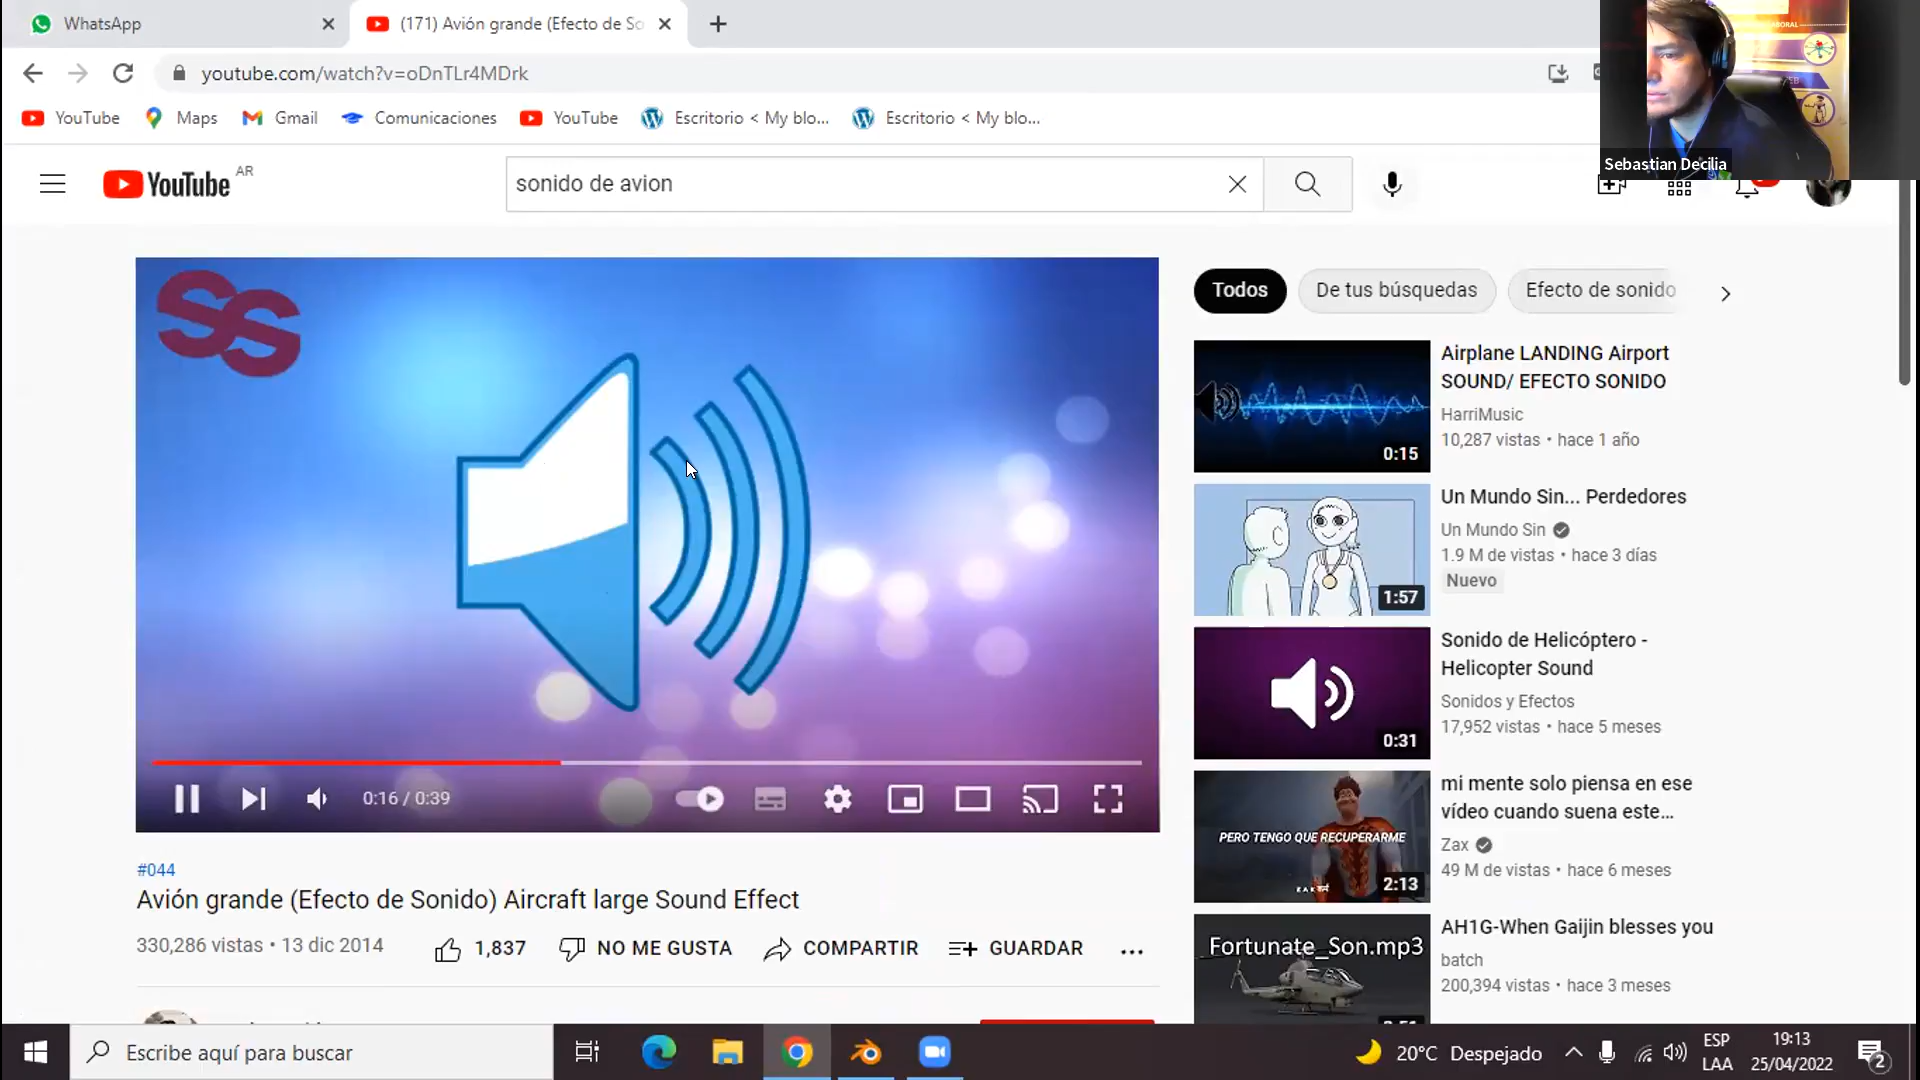 WhatsApp
(171) Avión grande (Efecto de So
youtube.com/watch?v=oDnTLr4MDrk
YouTube
Maps
Gmail
Comunicaciones
YouTube
Escritorio < My blo...
Escritorio < My blo...
Sebastian Decilia
YouTube AR
sonido de avion
SS
0:16 / 0:39
#044
Avión grande (Efecto de Sonido) Aircraft large Sound Effect
330,286 vistas • 13 dic 2014
1,837
NO ME GUSTA
COMPARTIR
GUARDAR
Todos
De tus búsquedas
Efecto de sonido
0:15
Airplane LANDING Airport
SOUND/ EFECTO SONIDO
HarriMusic
10,287 vistas • hace 1 año
1:57
Un Mundo Sin... Perdedores
Un Mundo Sin
1.9 M de vistas • hace 3 días
Nuevo
0:31
Sonido de Helicóptero -
Helicopter Sound
Sonidos y Efectos
17,952 vistas • hace 5 meses
PERO TENGO QUE RECUPERARME
2:13
mi mente solo piensa en ese
vídeo cuando suena este...
Zax
49 M de vistas • hace 6 meses
Fortunate_Son.mp3
AH1G-When Gaijin blesses you
batch
200,394 vistas • hace 3 meses
Escribe aquí para buscar
20°C Despejado
ESP
LAA
19:13
25/04/2022
2